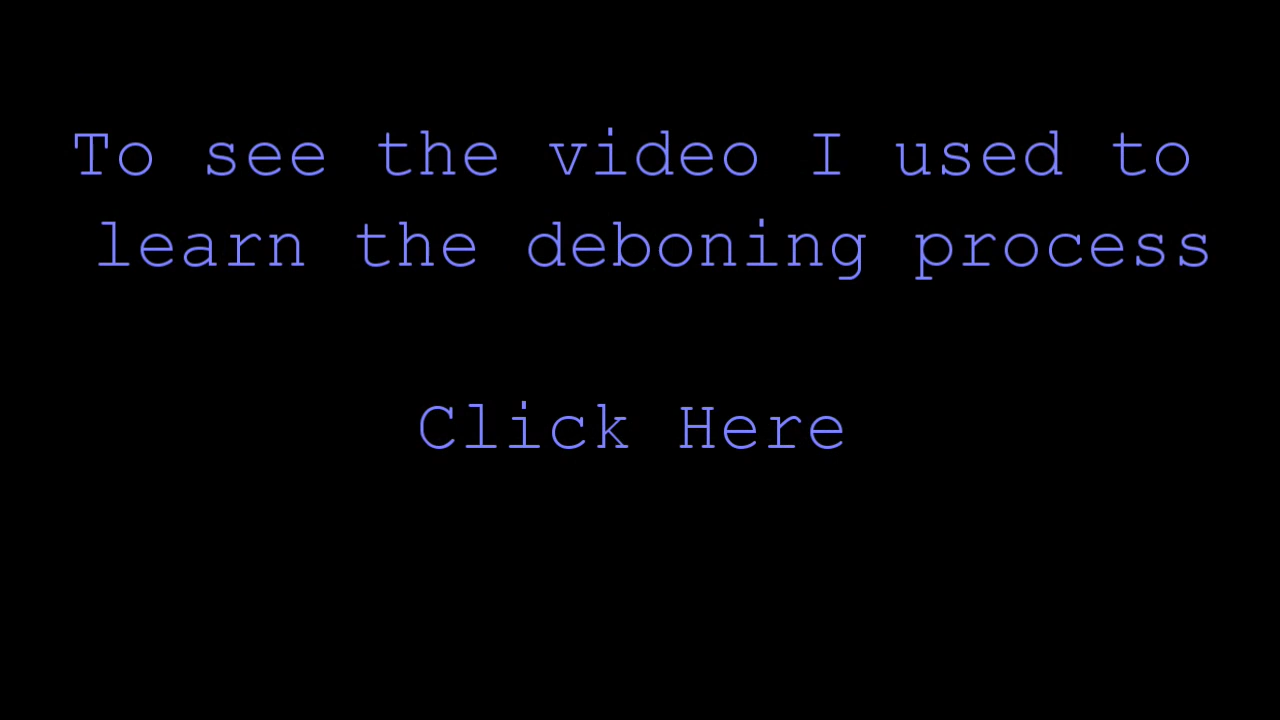 To see the video I used to
learn the deboning process
Click Here